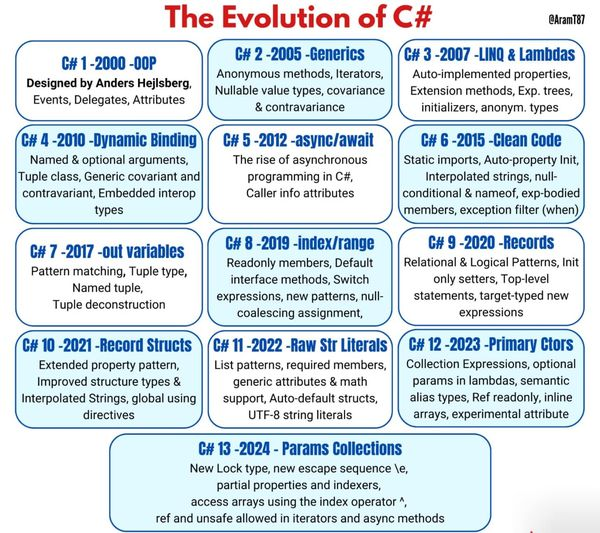 The Evolution of C#
@AramT87
C# 1 -2000 -OOP
Designed by Anders Hejlsberg,
Events, Delegates, Attributes
C# 2 -2005 -Generics
Anonymous methods, Iterators,
Nullable value types, covariance
& contravariance
C# 3 -2007 -LINQ & Lambdas
Auto-implemented properties,
Extension methods, Exp. trees,
initializers, anonym. types
C# 4 -2010 -Dynamic Binding
Named & optional arguments,
Tuple class, Generic covariant and
contravariant, Embedded interop
types
C# 5 -2012 -async/await
The rise of asynchronous
programming in C#,
Caller info attributes
C# 6 -2015 -Clean Code
Static imports, Auto-property Init,
Interpolated strings, null-
conditional & nameof, exp-bodied
members, exception filter (when)
C# 7 -2017 -out variables
Pattern matching, Tuple type,
Named tuple,
Tuple deconstruction
C# 8 -2019 -index/range
Readonly members, Default
interface methods, Switch
expressions, new patterns, null-
coalescing assignment,
C# 9 -2020 -Records
Relational & Logical Patterns, Init
only setters, Top-level
statements, target-typed new
expressions
C# 10 -2021 -Record Structs
Extended property pattern,
Improved structure types &
Interpolated Strings, global using
directives
C# 11 -2022 -Raw Str Literals
List patterns, required members,
generic attributes & math
support, Auto-default structs,
UTF-8 string literals
C# 12 -2023 -Primary Ctors
Collection Expressions, optional
params in lambdas, semantic
alias types, Ref readonly, inline
arrays, experimental attribute
C# 13 -2024 - Params Collections
New Lock type, new escape sequence \e,
partial properties and indexers,
access arrays using the index operator ^,
ref and unsafe allowed in iterators and async methods